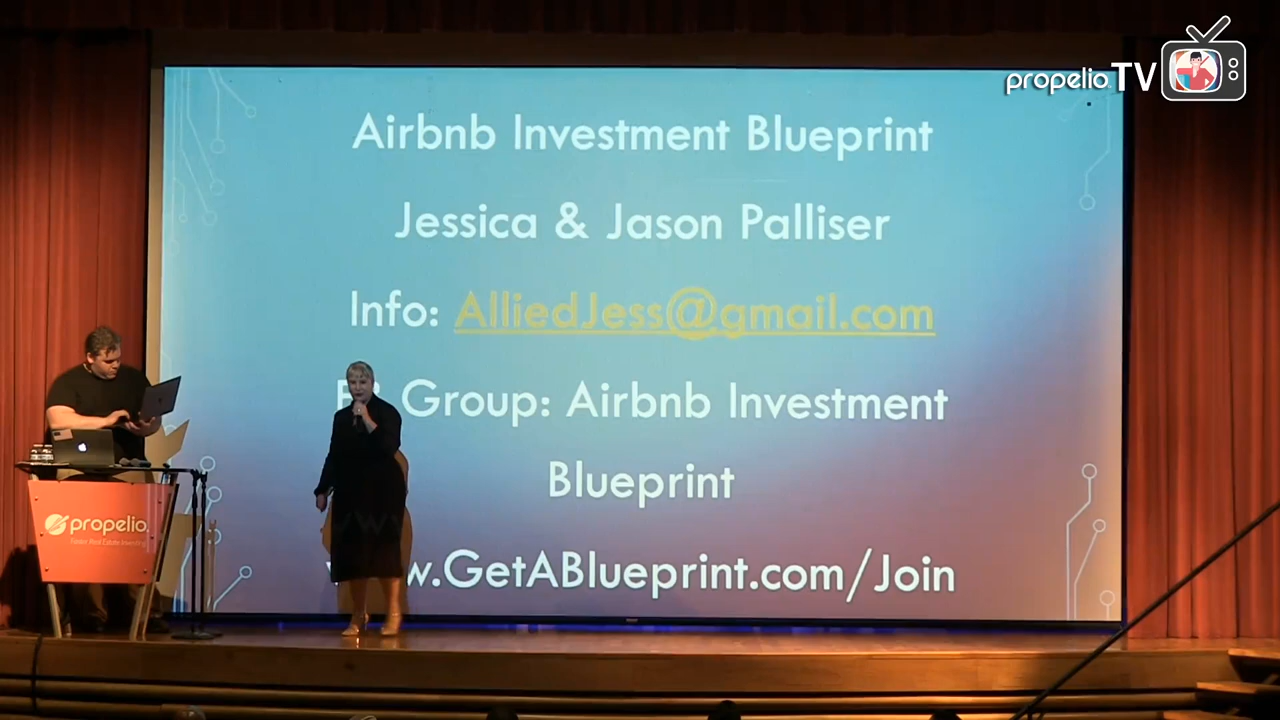 propelio TV
Airbnb Investment Blueprint
Jessica & Jason Palliser
Info: AlliedJess@gmail.com
Group: Airbnb Investment
Blueprint
w.GetABlueprint.com/Join
propelio